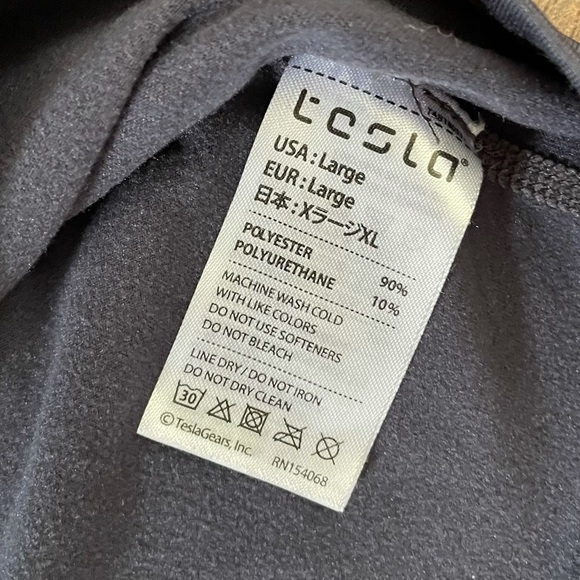 tesla®
USA : Large
EUR : Large
日本 : XラージXL
POLYESTER 90%
POLYURETHANE 10%
MACHINE WASH COLD
WITH LIKE COLORS
DO NOT USE SOFTENERS
DO NOT BLEACH
LINE DRY / DO NOT IRON
DO NOT DRY CLEAN
30
© TeslaGears, Inc. RN154068